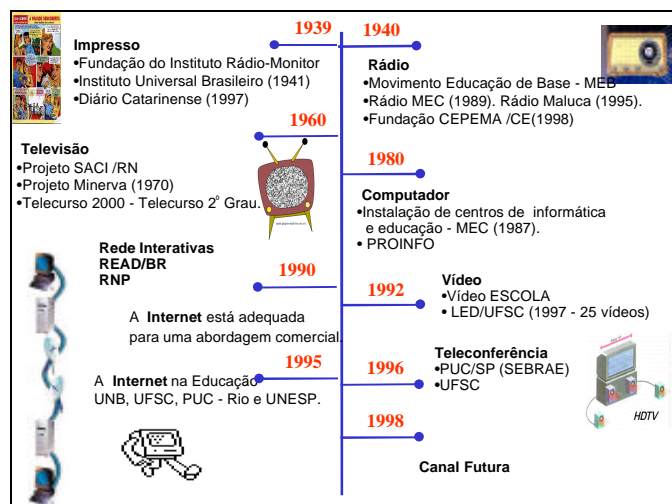 1939
Impresso
•Fundação do Instituto Rádio-Monitor
•Instituto Universal Brasileiro (1941)
•Diário Catarinense (1997)
1940
Rádio
•Movimento Educação de Base - MEB
•Rádio MEC (1989). Rádio Maluca (1995).
•Fundação CEPEMA /CE(1998)
1960
Televisão
•Projeto SACI /RN
•Projeto Minerva (1970)
•Telecurso 2000 - Telecurso 2º Grau.
1980
Computador
•Instalação de centros de informática
e educação - MEC (1987).
• PROINFO
Rede Interativas
READ/BR
RNP
1990
A Internet está adequada
para uma abordagem comercial.
1992
Vídeo
•Vídeo ESCOLA
• LED/UFSC (1997 - 25 vídeos)
1995
A Internet na Educação
UNB, UFSC, PUC - Rio e UNESP.
1996
Teleconferência
•PUC/SP (SEBRAE)
•UFSC
HDTV
1998
Canal Futura